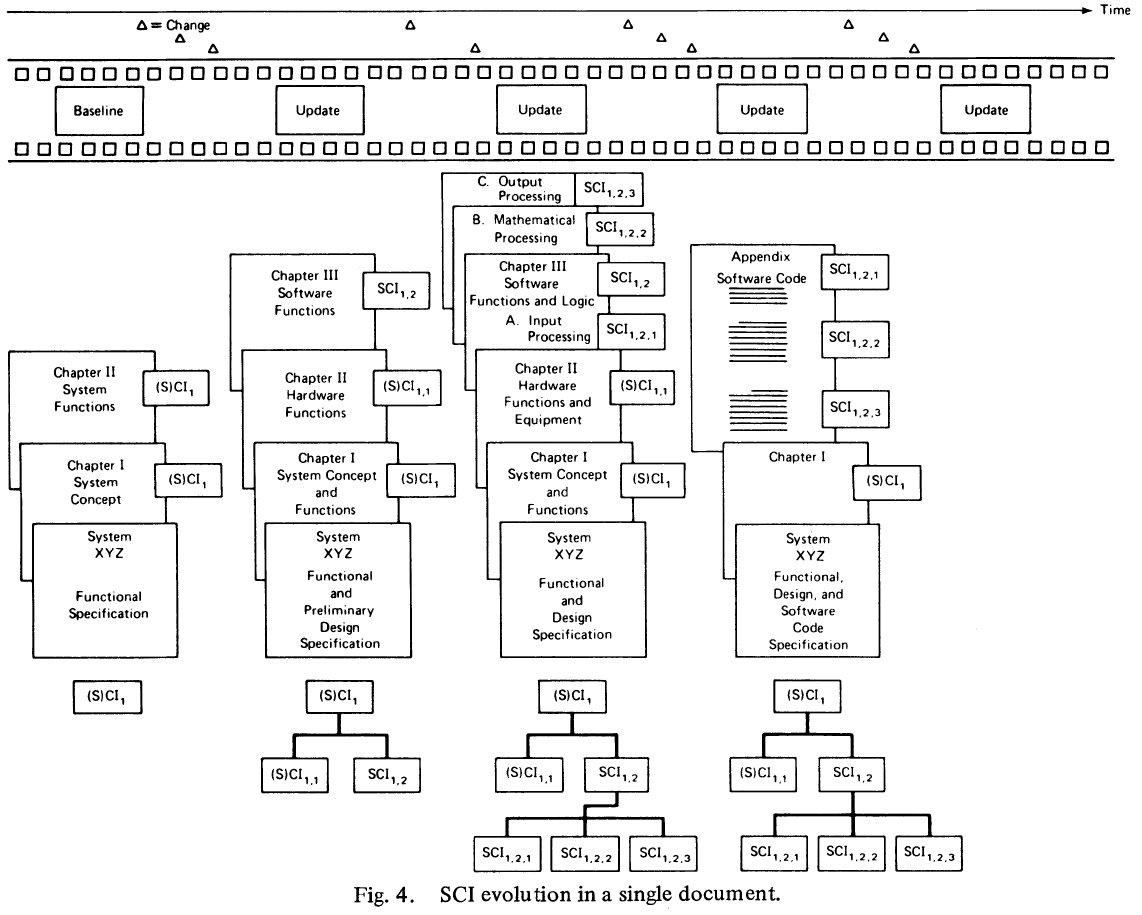 Time
Δ = Change
Baseline
Update
Update
Update
Update
Chapter II
System
Functions
(S)CI₁
Chapter I
System
Concept
(S)CI₁
System
XYZ
Functional
Specification
(S)CI₁
Chapter III
Software
Functions
SCI₁,₂
Chapter II
Hardware
Functions
(S)CI₁,₁
Chapter I
System Concept
and
Functions
(S)CI₁
System
XYZ
Functional
and
Preliminary
Design
Specification
(S)CI₁
(S)CI₁,₁
SCI₁,₂
C. Output
Processing
SCI₁,₂,₃
B. Mathematical
Processing
SCI₁,₂,₂
Chapter III
Software
Functions and Logic
SCI₁,₂
A. Input
Processing
SCI₁,₂,₁
Chapter II
Hardware
Functions and
Equipment
(S)CI₁,₁
Chapter I
System Concept
and
Functions
(S)CI₁
System
XYZ
Functional
and
Design
Specification
(S)CI₁
(S)CI₁,₁
SCI₁,₂
SCI₁,₂,₁
SCI₁,₂,₂
SCI₁,₂,₃
Appendix
Software Code
SCI₁,₂,₁
SCI₁,₂,₂
SCI₁,₂,₃
Chapter I
(S)CI₁
System
XYZ
Functional,
Design, and
Software
Code
Specification
(S)CI₁
(S)CI₁,₁
SCI₁,₂
SCI₁,₂,₁
SCI₁,₂,₂
SCI₁,₂,₃
Fig. 4. SCI evolution in a single document.